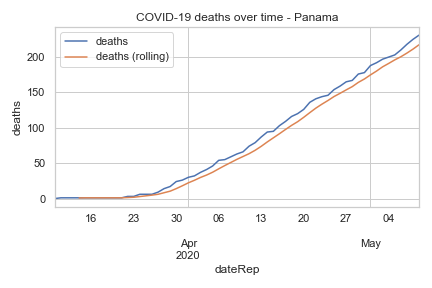 COVID-19 deaths over time - Panama
deaths
deaths (rolling)
deaths
200
150
100
50
0
16 23 30 06 13 20 27 04
Apr May
2020
dateRep